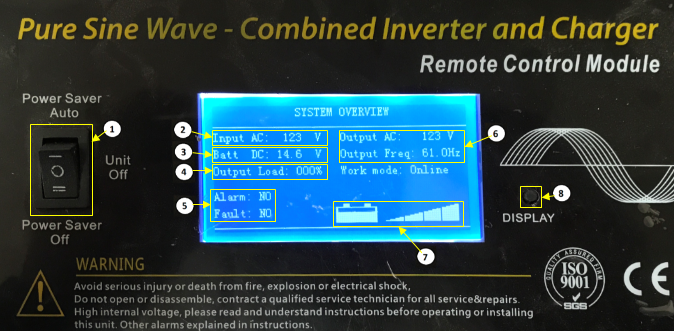 Pure Sine Wave - Combined Inverter and Charger
Remote Control Module
Power Saver
Auto
Unit
Off
Power Saver
Off
1
2
3
4
5
6
7
8
SYSTEM OVERVIEW
Input AC: 123 V
Output AC: 123 V
Batt DC: 14.6 V
Output Freq: 61.0Hz
Output Load: 000%
Work mode: Online
Alarm: NO
Fault: NO
DISPLAY
WARNING
Avoid serious injury or death from fire, explosion or electrical shock,
Do not open or disassemble, contract a qualified service technician for all service&repairs.
High internal voltage, please read and understand instructions before operating or installing
this unit. Other alarms explained in instructions.
QUALITY ASSURED FIRM
ISO
9001
SGS
CE